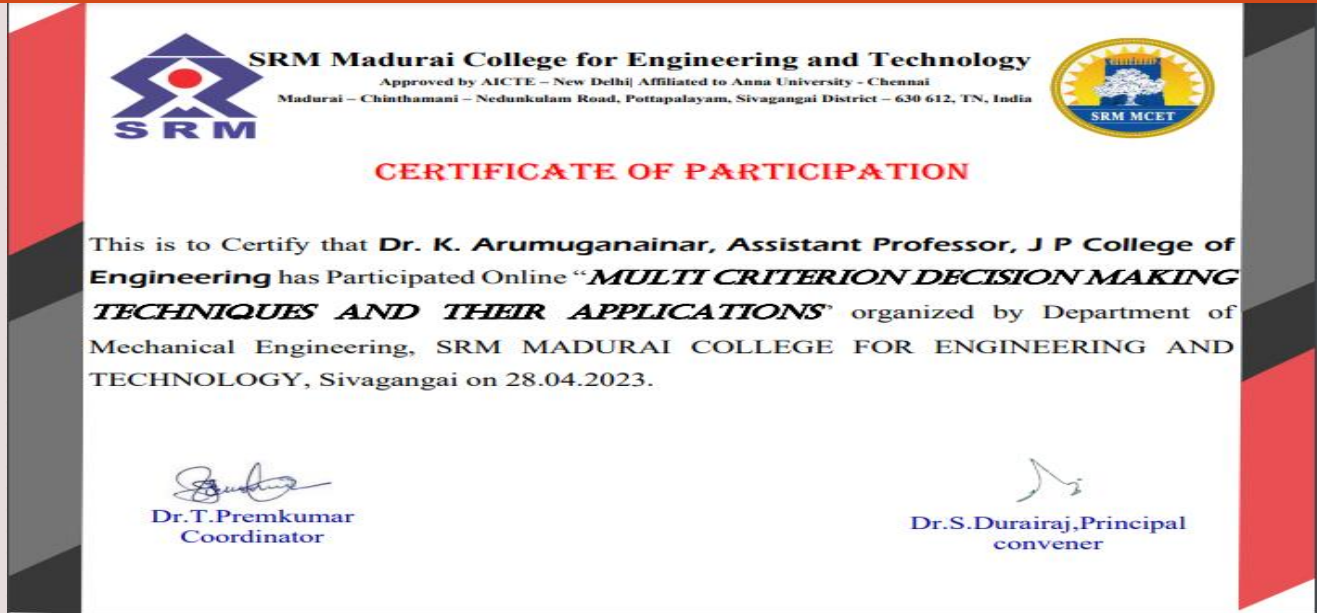 SRM Madurai College for Engineering and Technology
Approved by AICTE – New Delhi| Affiliated to Anna University - Chennai
Madurai – Chinthamani – Nedunkulam Road, Pottapalayam, Sivagangai District – 630 612, TN, India
SRM
SRM MCET
CERTIFICATE OF PARTICIPATION
This is to Certify that Dr. K. Arumuganainar, Assistant Professor, J P College of
Engineering has Participated Online “MULTI CRITERION DECISION MAKING
TECHNIQUES AND THEIR APPLICATIONS” organized by Department of
Mechanical Engineering, SRM MADURAI COLLEGE FOR ENGINEERING AND
TECHNOLOGY, Sivagangai on 28.04.2023.
Dr.T.Premkumar
Coordinator
Dr.S.Durairaj,Principal
convener